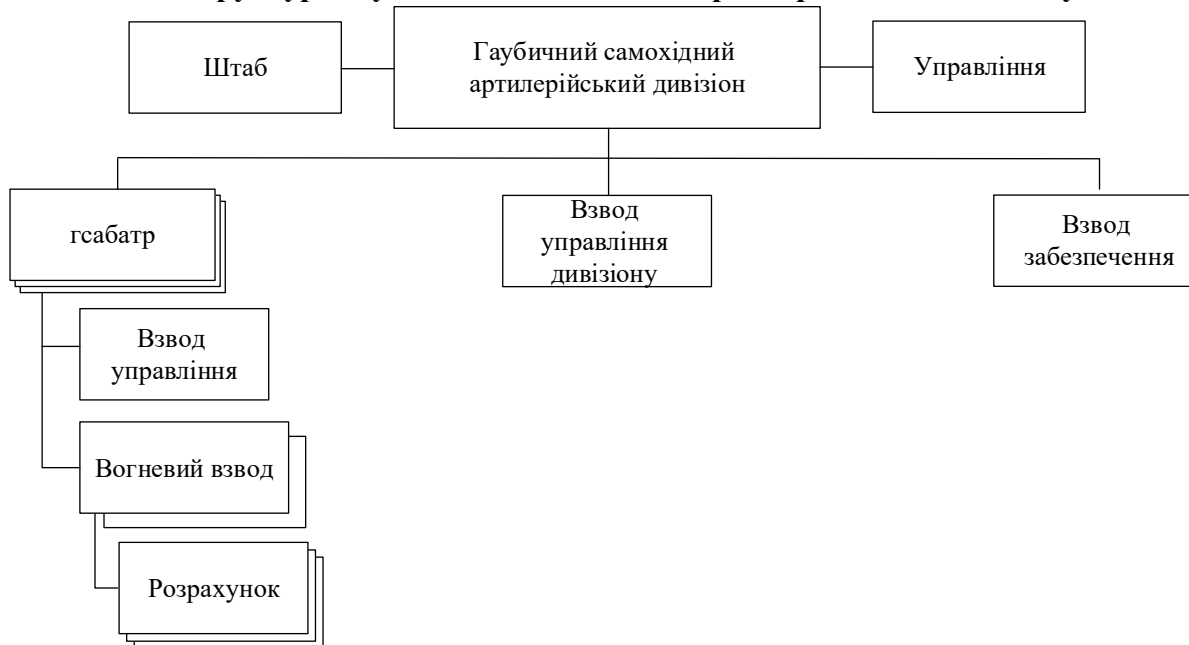 Штаб
Гаубичний самохідний
артилерійський дивізіон
Управління
гсабатр
Взвод
управління
дивізіону
Взвод
забезпечення
Взвод
управління
Вогневий взвод
Розрахунок